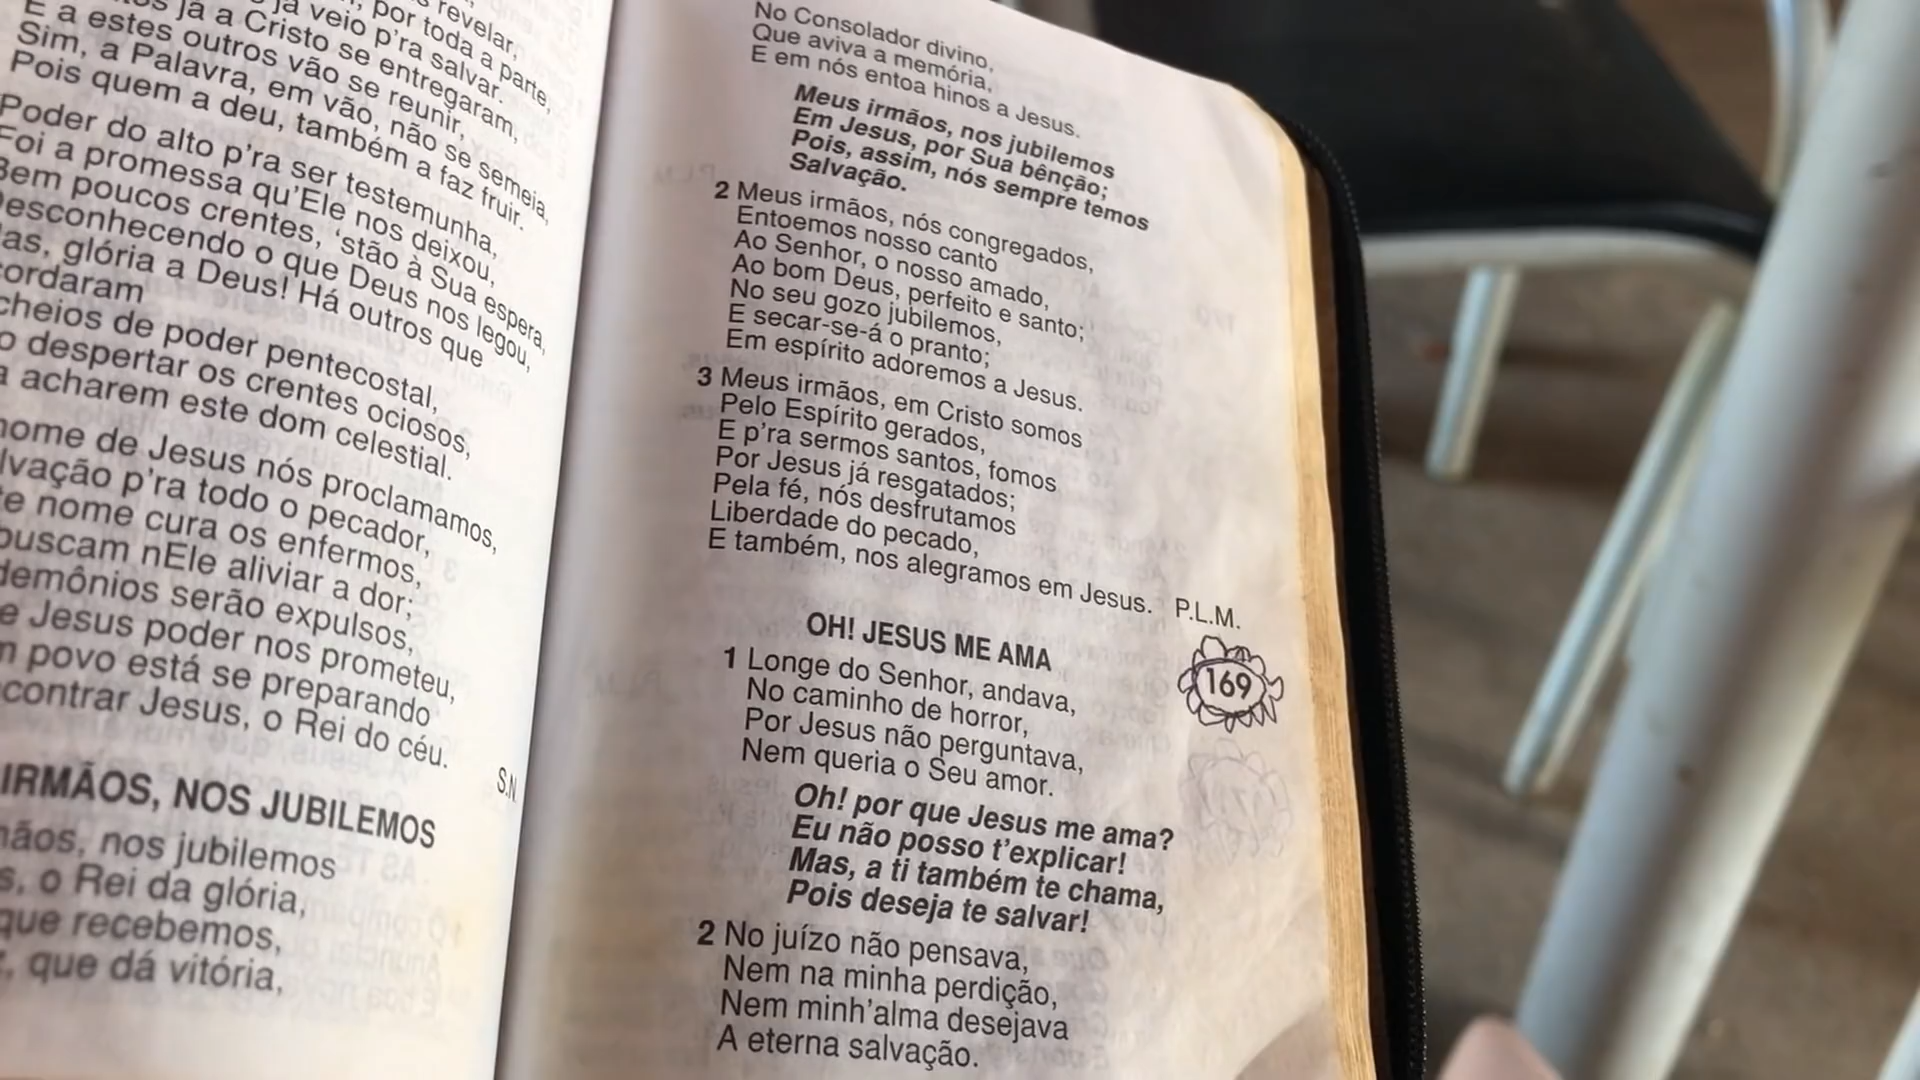 revelar,
por toda a parte,
já veio p'ra salvar.
já a Cristo se entregaram,
E a estes outros vão se reunir,
Sim, a Palavra, em vão, não se semeia,
Pois quem a deu, também a faz fruir.
Poder do alto p'ra ser testemunha,
Foi a promessa qu'Ele nos deixou,
Bem poucos crentes, 'stão à Sua espera,
Desconhecendo o que Deus nos legou,
glória a Deus! Há outros que
cheios de poder pentecostal,
despertar os crentes ociosos,
acharem este dom celestial.
nome de Jesus nós proclamamos,
p'ra todo o pecador,
nome cura os enfermos,
buscam nEle aliviar a dor;
demônios serão expulsos,
Jesus poder nos prometeu,
povo está se preparando
Jesus, o Rei do céu.
S.N.
IRMÃOS, NOS JUBILEMOS
nos jubilemos
o Rei da glória,
que recebemos,
que dá vitória,
No Consolador divino,
Que aviva a memória,
E em nós entoa hinos a Jesus.
Meus irmãos, nos jubilemos
Em Jesus, por Sua bênção;
Pois, assim, nós sempre temos
Salvação.
2 Meus irmãos, nós congregados,
Entoemos nosso canto
Ao Senhor, o nosso amado,
Ao bom Deus, perfeito e santo;
No seu gozo jubilemos,
E secar-se-á o pranto;
Em espírito adoremos a Jesus.
3 Meus irmãos, em Cristo somos
Pelo Espírito gerados,
E p'ra sermos santos, fomos
Por Jesus já resgatados;
Pela fé, nós desfrutamos
Liberdade do pecado,
E também, nos alegramos em Jesus. P.L.M.
OH! JESUS ME AMA
169
1 Longe do Senhor, andava,
No caminho de horror,
Por Jesus não perguntava,
Nem queria o Seu amor.
Oh! por que Jesus me ama?
Eu não posso t'explicar!
Mas, a ti também te chama,
Pois deseja te salvar!
2 No juízo não pensava,
Nem na minha perdição,
Nem minh'alma desejava
A eterna salvação.